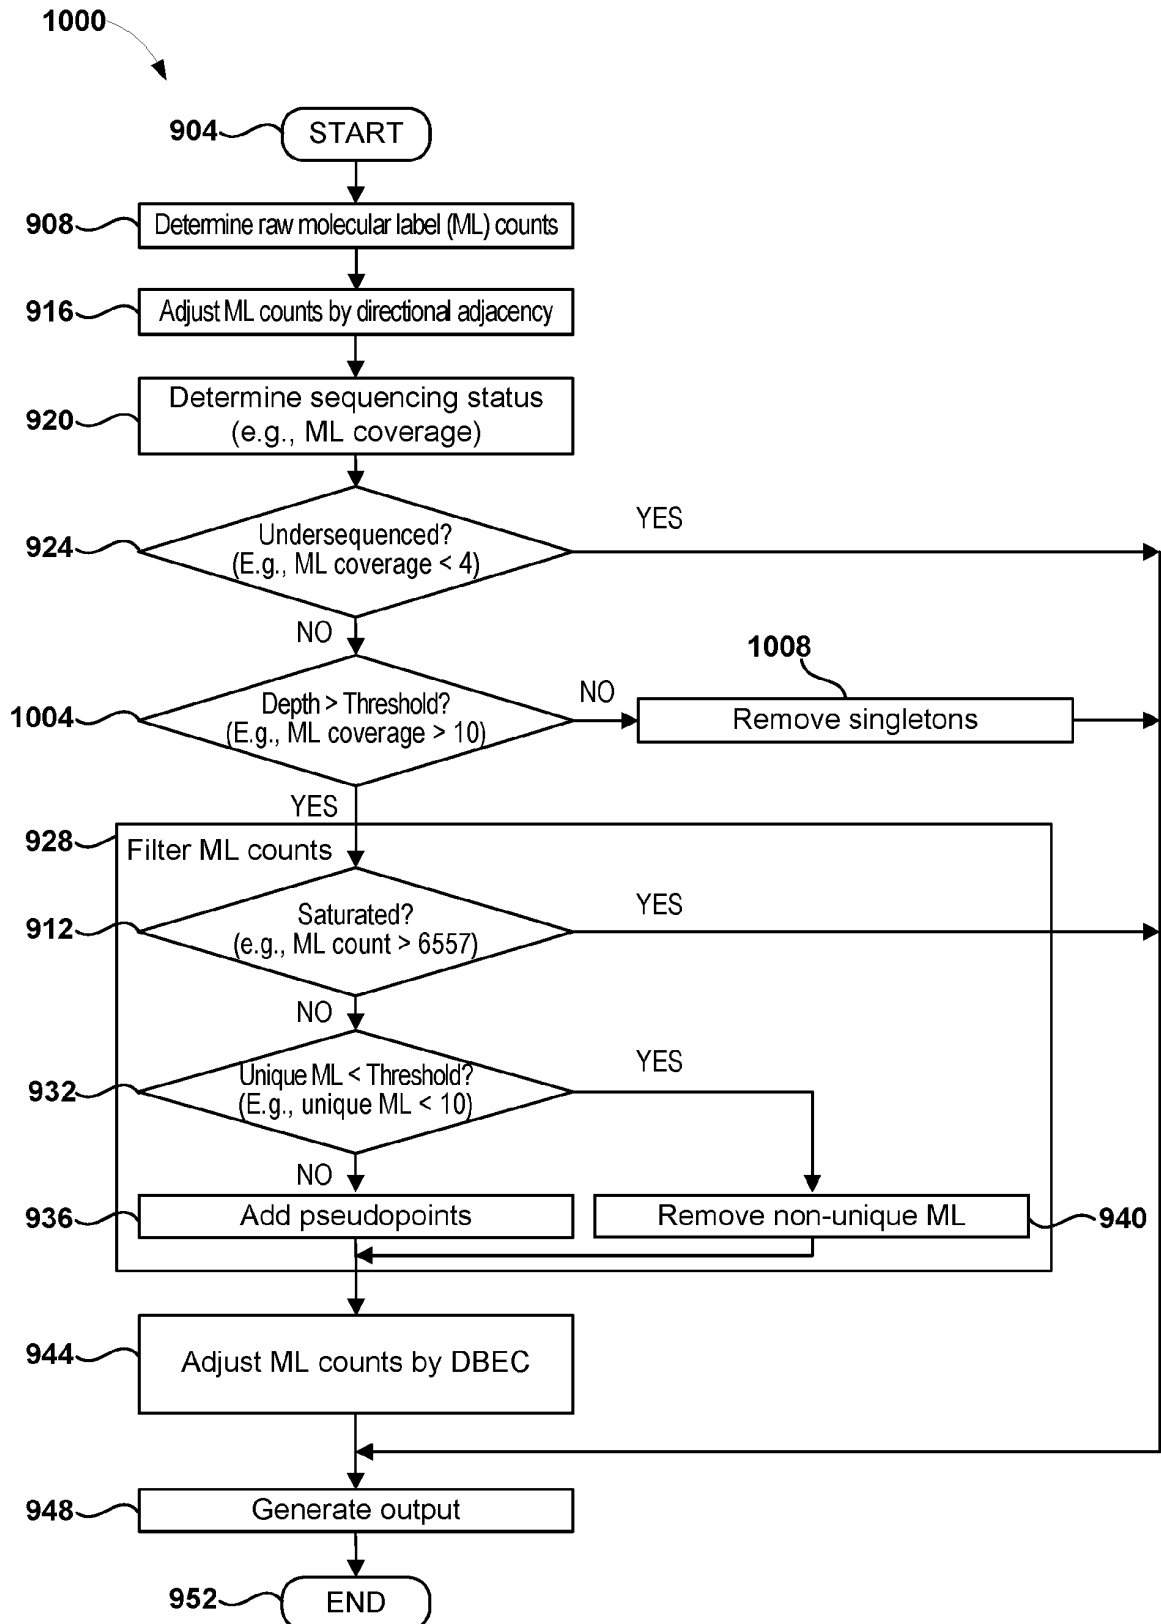 1000
904
START
908
Determine raw molecular label (ML) counts
916
Adjust ML counts by directional adjacency
920
Determine sequencing status
(e.g., ML coverage)
924
Undersequenced?
(E.g., ML coverage < 4)
YES
NO
1004
Depth > Threshold?
(E.g., ML coverage > 10)
NO
1008
Remove singletons
YES
928
Filter ML counts
912
Saturated?
(e.g., ML count > 6557)
YES
NO
932
Unique ML < Threshold?
(E.g., unique ML < 10)
YES
NO
936
Add pseudopoints
Remove non-unique ML
940
944
Adjust ML counts by DBEC
948
Generate output
952
END